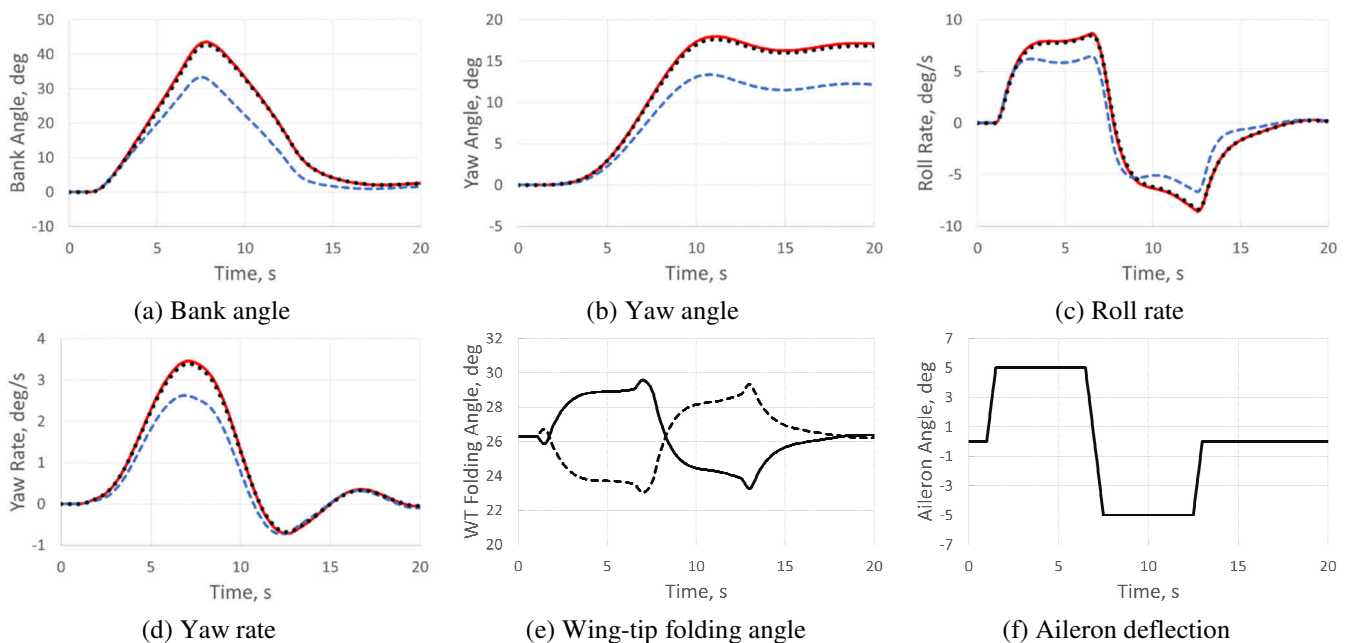 50
40
30
20
10
0
-10
Bank Angle, deg
0 5 10 15 20
Time, s
(a) Bank angle
20
15
10
5
0
-5
Yaw Angle, deg
0 5 10 15 20
Time, s
(b) Yaw angle
10
5
0
-5
-10
Roll Rate, deg/s
0 5 10 15 20
Time, s
(c) Roll rate
4
3
2
1
0
-1
Yaw Rate, deg/s
0 5 10 15 20
Time, s
(d) Yaw rate
32
30
28
26
24
22
20
WT Folding Angle, deg
0 5 10 15 20
Time, s
(e) Wing-tip folding angle
7
5
3
1
-1
-3
-5
-7
Aileron Angle, deg
0 5 10 15 20
Time, s
(f) Aileron deflection